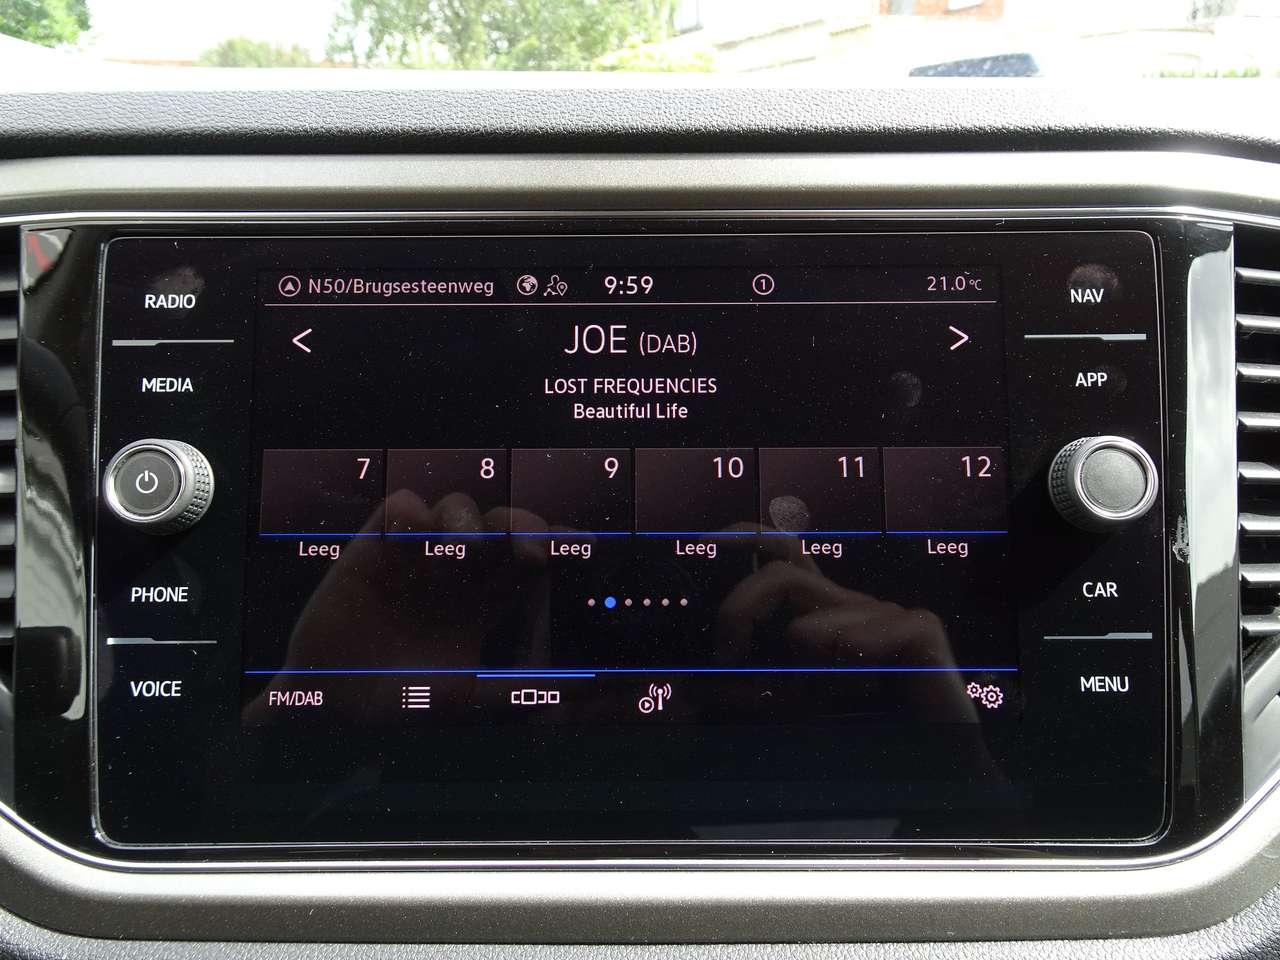 N50/Brugsesteenweg 9:59 1 21.0°C
RADIO
NAV
JOE (DAB)
MEDIA
APP
LOST FREQUENCIES
Beautiful Life
7 8 9 10 11 12
Leeg Leeg Leeg Leeg Leeg Leeg
PHONE
CAR
VOICE
MENU
FM/DAB